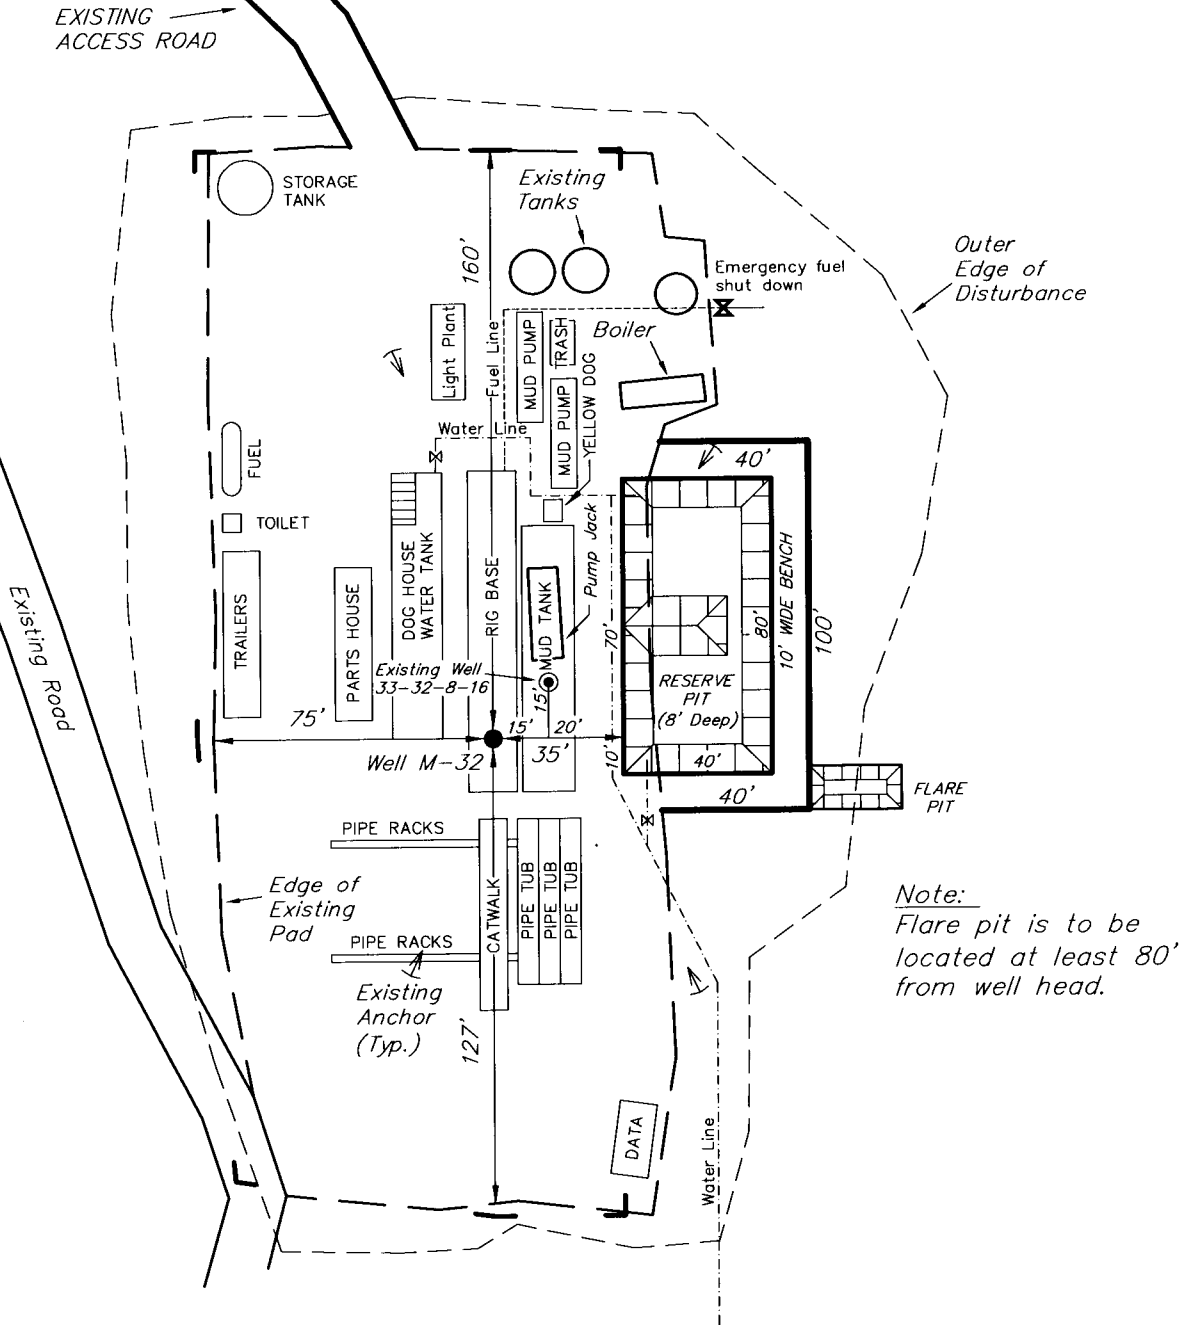 EXISTING
ACCESS ROAD
STORAGE
TANK
Existing
Tanks
160'
Outer
Edge of
Disturbance
Emergency fuel
shut down
Light Plant
Fuel Line
MUD PUMP
TRASH
Boiler
MUD PUMP
YELLOW DOG
Water Line
40'
FUEL
TOILET
TRAILERS
PARTS HOUSE
DOG HOUSE
WATER TANK
RIG BASE
MUD TANK
Pump Jack
70'
80'
10' WIDE BENCH
100'
Existing Well
33-32-8-16
15'
RESERVE
PIT
(8' Deep)
Existing Road
75'
15'
20'
Well M-32
35'
10'
40'
40'
FLARE
PIT
PIPE RACKS
CATWALK
PIPE TUB
PIPE TUB
PIPE TUB
Edge of
Existing
Pad
PIPE RACKS
Existing
Anchor
(Typ.)
127'
Note:
Flare pit is to be
located at least 80'
from well head.
DATA
Water Line